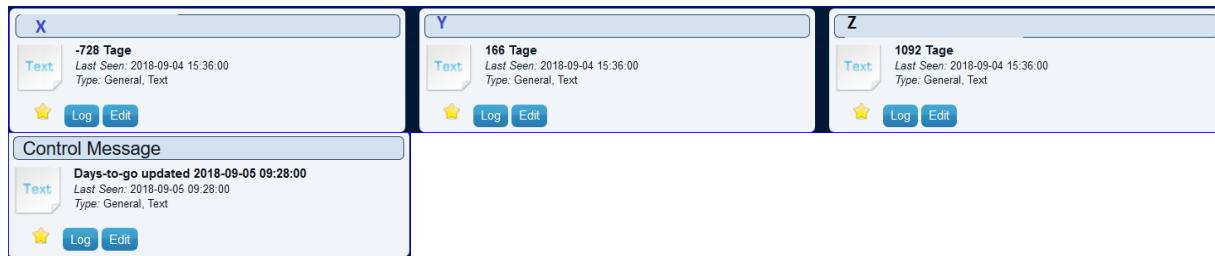 X
Text
-728 Tage
Last Seen: 2018-09-04 15:36:00
Type: General, Text
Log Edit
Y
Text
166 Tage
Last Seen: 2018-09-04 15:36:00
Type: General, Text
Log Edit
Z
Text
1092 Tage
Last Seen: 2018-09-04 15:36:00
Type: General, Text
Log Edit
Control Message
Text
Days-to-go updated 2018-09-05 09:28:00
Last Seen: 2018-09-05 09:28:00
Type: General, Text
Log Edit